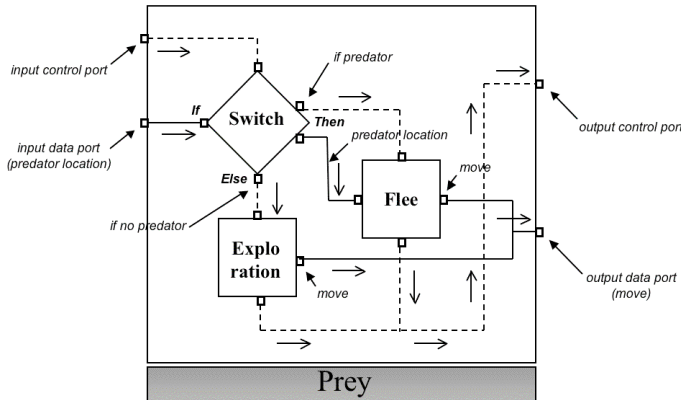 input control port
if predator
If
Switch
Then
output control port
input data port
(predator location)
predator location
Else
move
Flee
if no predator
Explo
ration
move
output data port
(move)
Prey